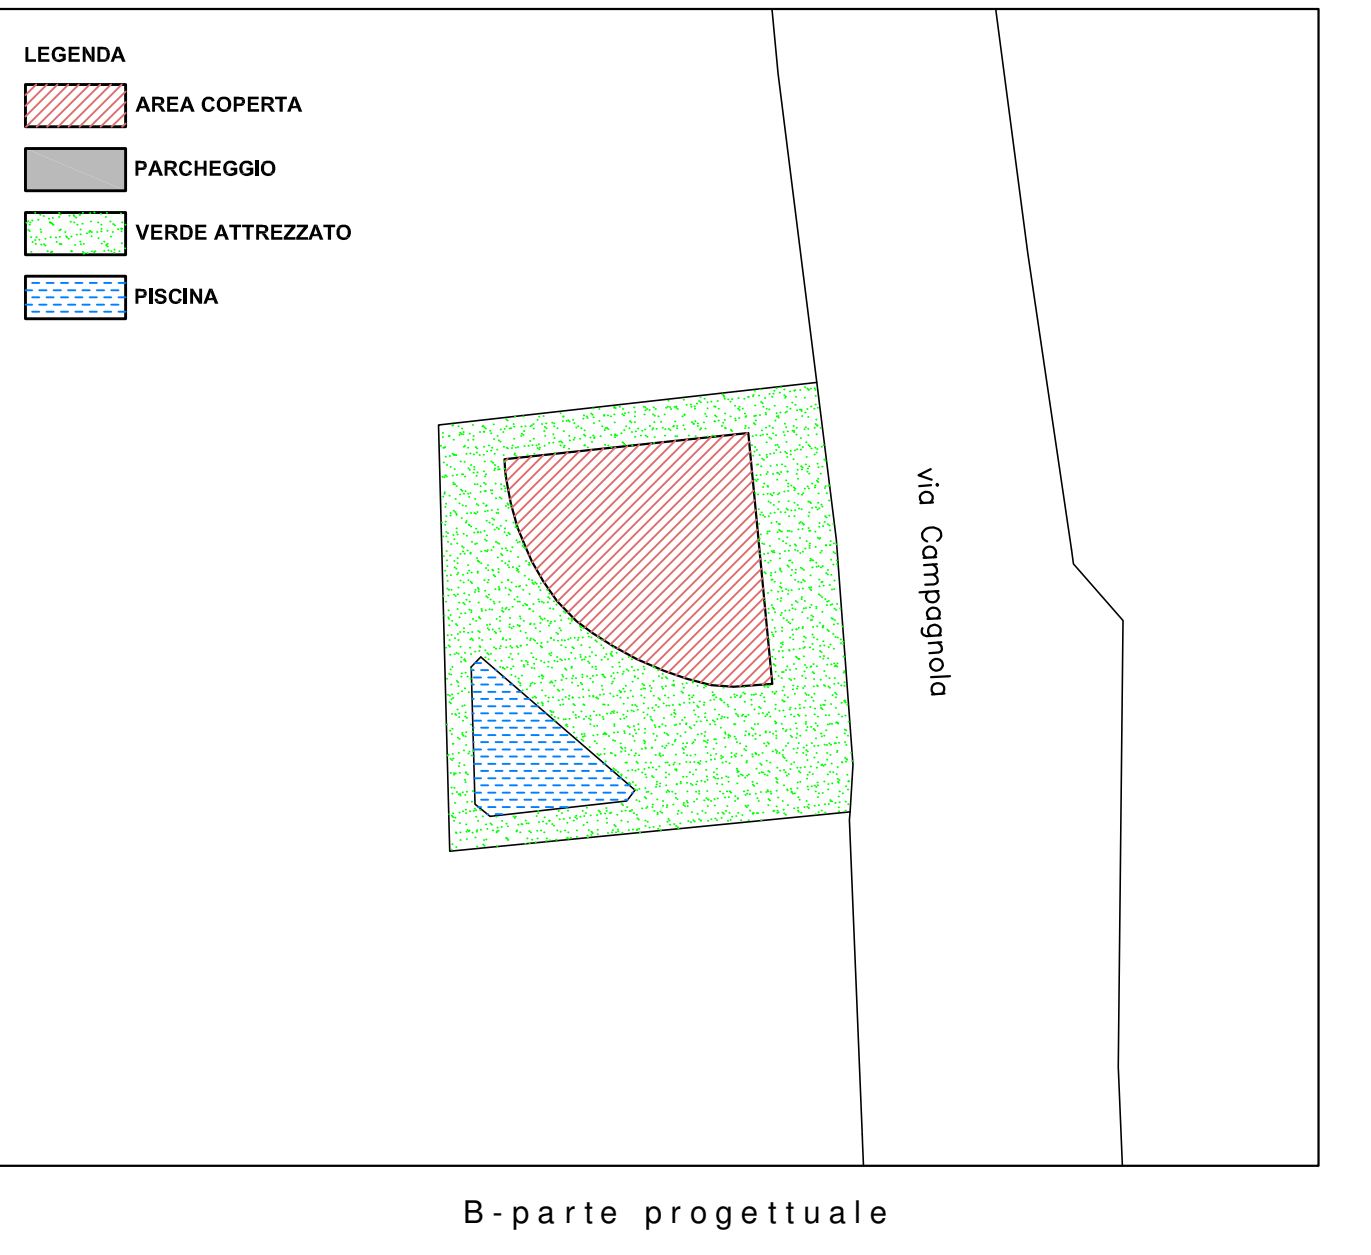 LEGENDA
AREA COPERTA
PARCHEGGIO
VERDE ATTREZZATO
PISCINA
via Campagnola
B-parte progettuale